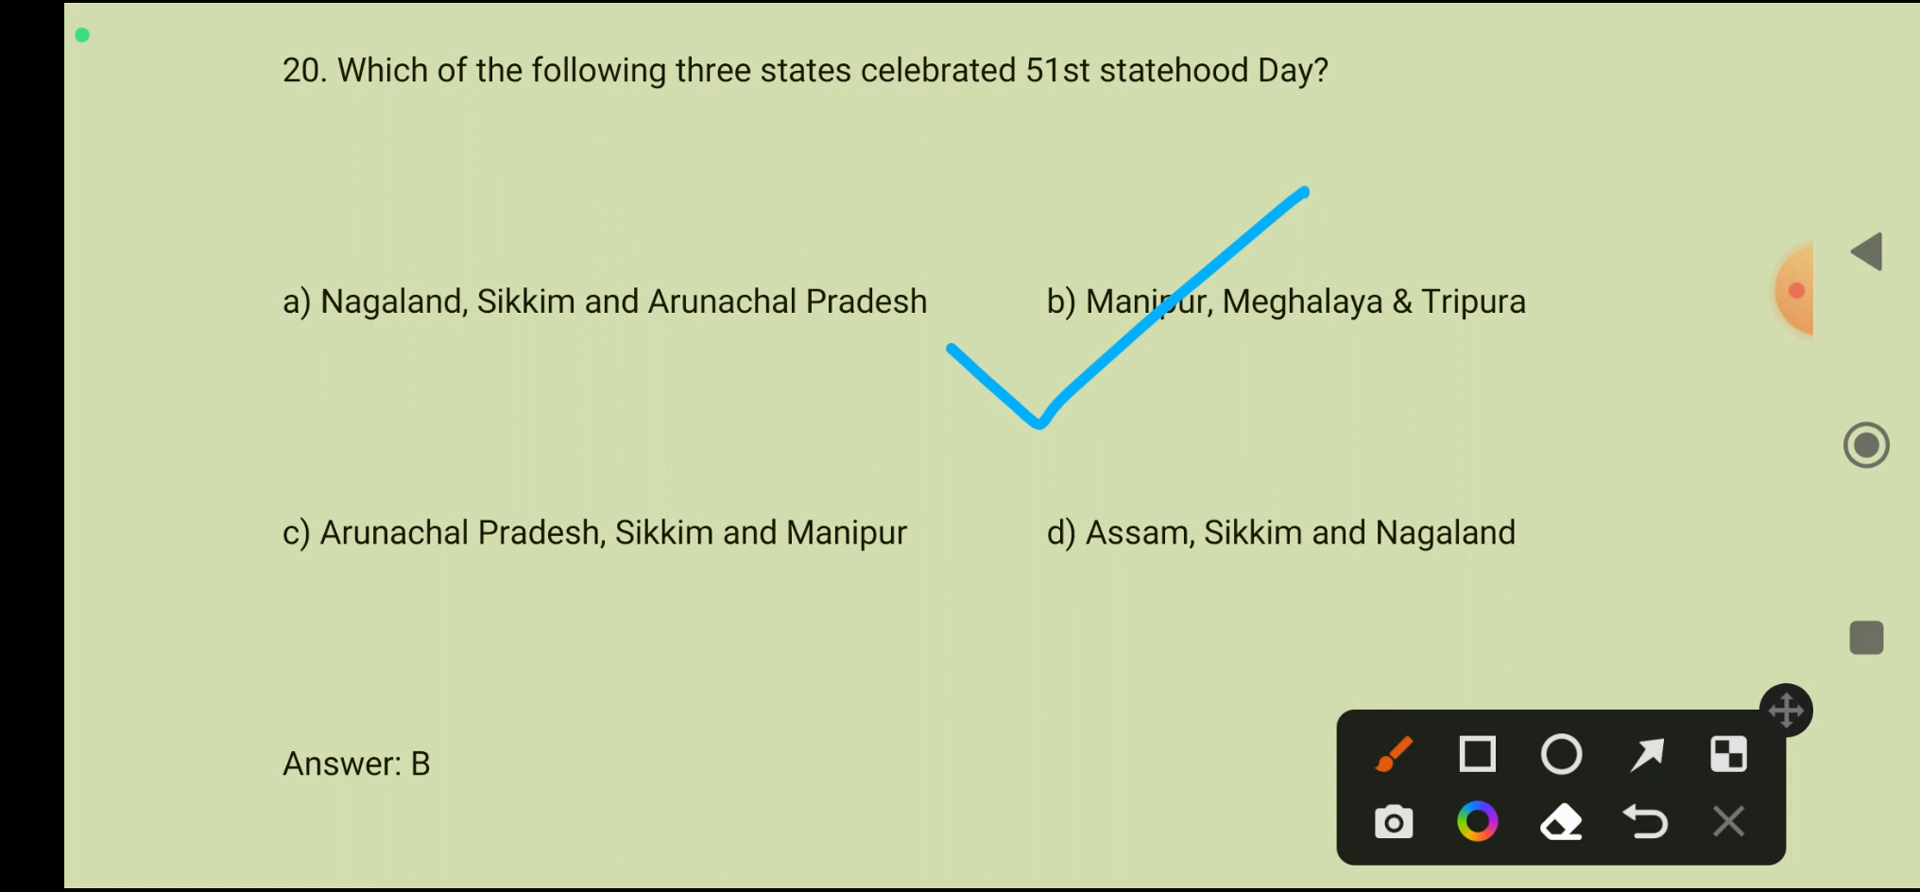 20. Which of the following three states celebrated 51st statehood Day?
a) Nagaland, Sikkim and Arunachal Pradesh
b) Manipur, Meghalaya & Tripura
c) Arunachal Pradesh, Sikkim and Manipur
d) Assam, Sikkim and Nagaland
Answer: B